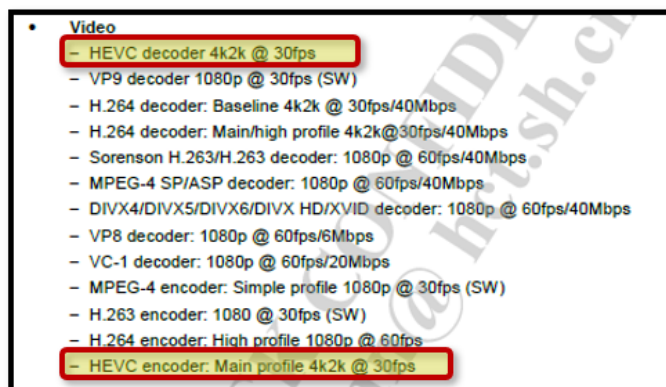 • Video
– HEVC decoder 4k2k @ 30fps
– VP9 decoder 1080p @ 30fps (SW)
– H.264 decoder: Baseline 4k2k @ 30fps/40Mbps
– H.264 decoder: Main/high profile 4k2k@30fps/40Mbps
– Sorenson H.263/H.263 decoder: 1080p @ 60fps/40Mbps
– MPEG-4 SP/ASP decoder: 1080p @ 60fps/40Mbps
– DIVX4/DIVX5/DIVX6/DIVX HD/XVID decoder: 1080p @ 60fps/40Mbps
– VP8 decoder: 1080p @ 60fps/6Mbps
– VC-1 decoder: 1080p @ 60fps/20Mbps
– MPEG-4 encoder: Simple profile 1080p @ 30fps (SW)
– H.263 encoder: 1080 @ 30fps (SW)
– H.264 encoder: High profile 1080p @ 60fps
– HEVC encoder: Main profile 4k2k @ 30fps